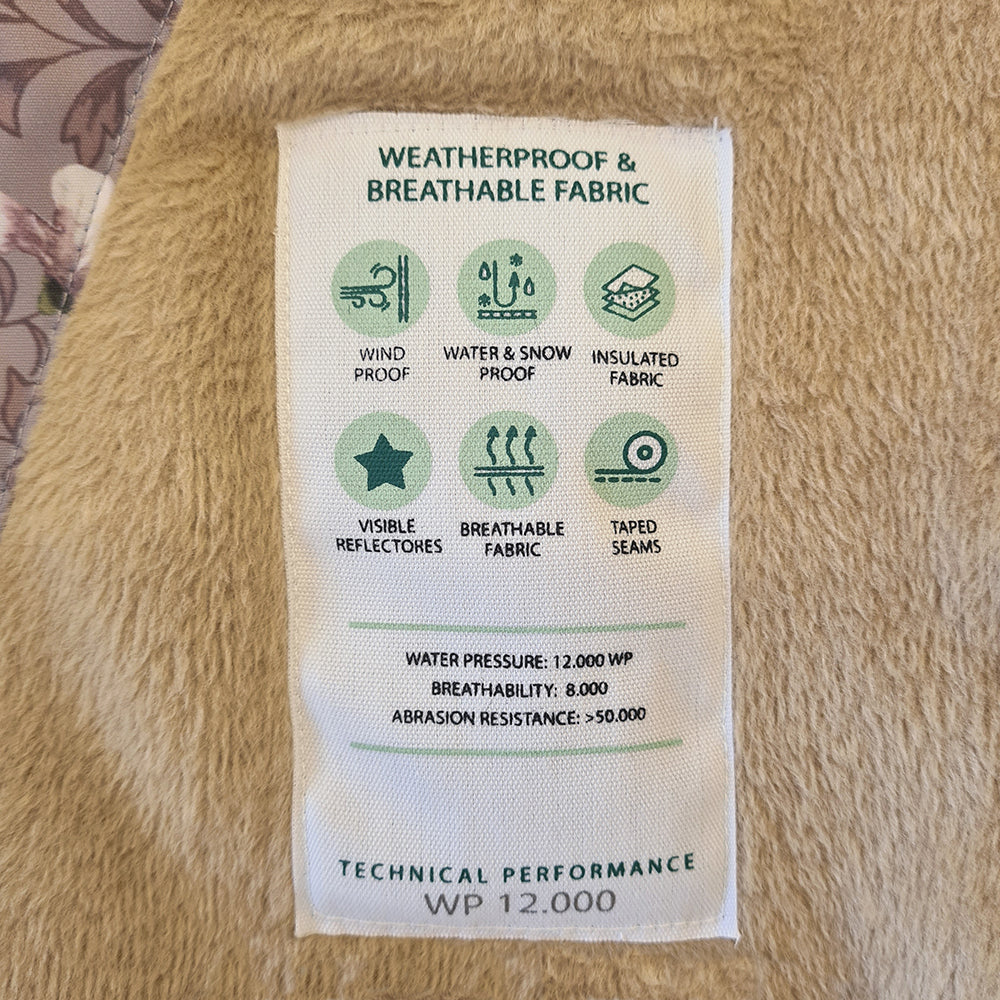 WEATHERPROOF &
BREATHABLE FABRIC
WIND
PROOF
WATER & SNOW
PROOF
INSULATED
FABRIC
VISIBLE
REFLECTORES
BREATHABLE
FABRIC
TAPED
SEAMS
WATER PRESSURE: 12.000 WP
BREATHABILITY: 8.000
ABRASION RESISTANCE: >50.000
TECHNICAL PERFORMANCE
WP 12.000